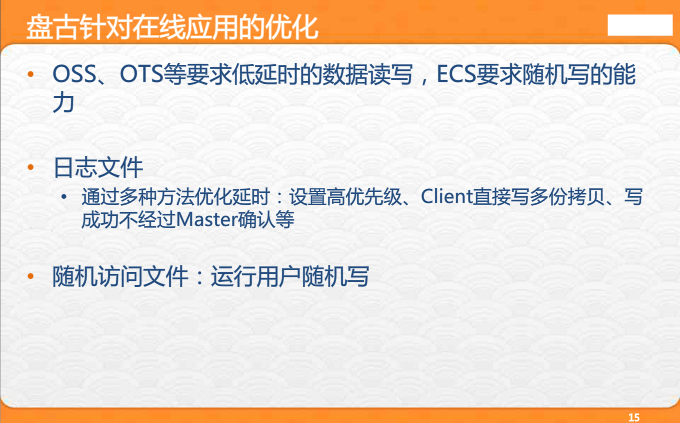 盘古针对在线应用的优化
• OSS、OTS等要求低延时的数据读写，ECS要求随机写的能
力
• 日志文件
• 通过多种方法优化延时：设置高优先级、Client直接写多份拷贝、写
成功不经过Master确认等
• 随机访问文件：运行用户随机写
15